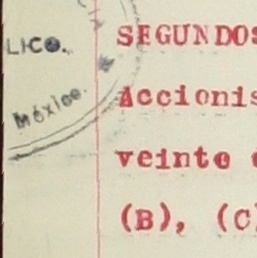 LICO.
México.
SEGUNDOS
Accionis
veinte
(B), (C)